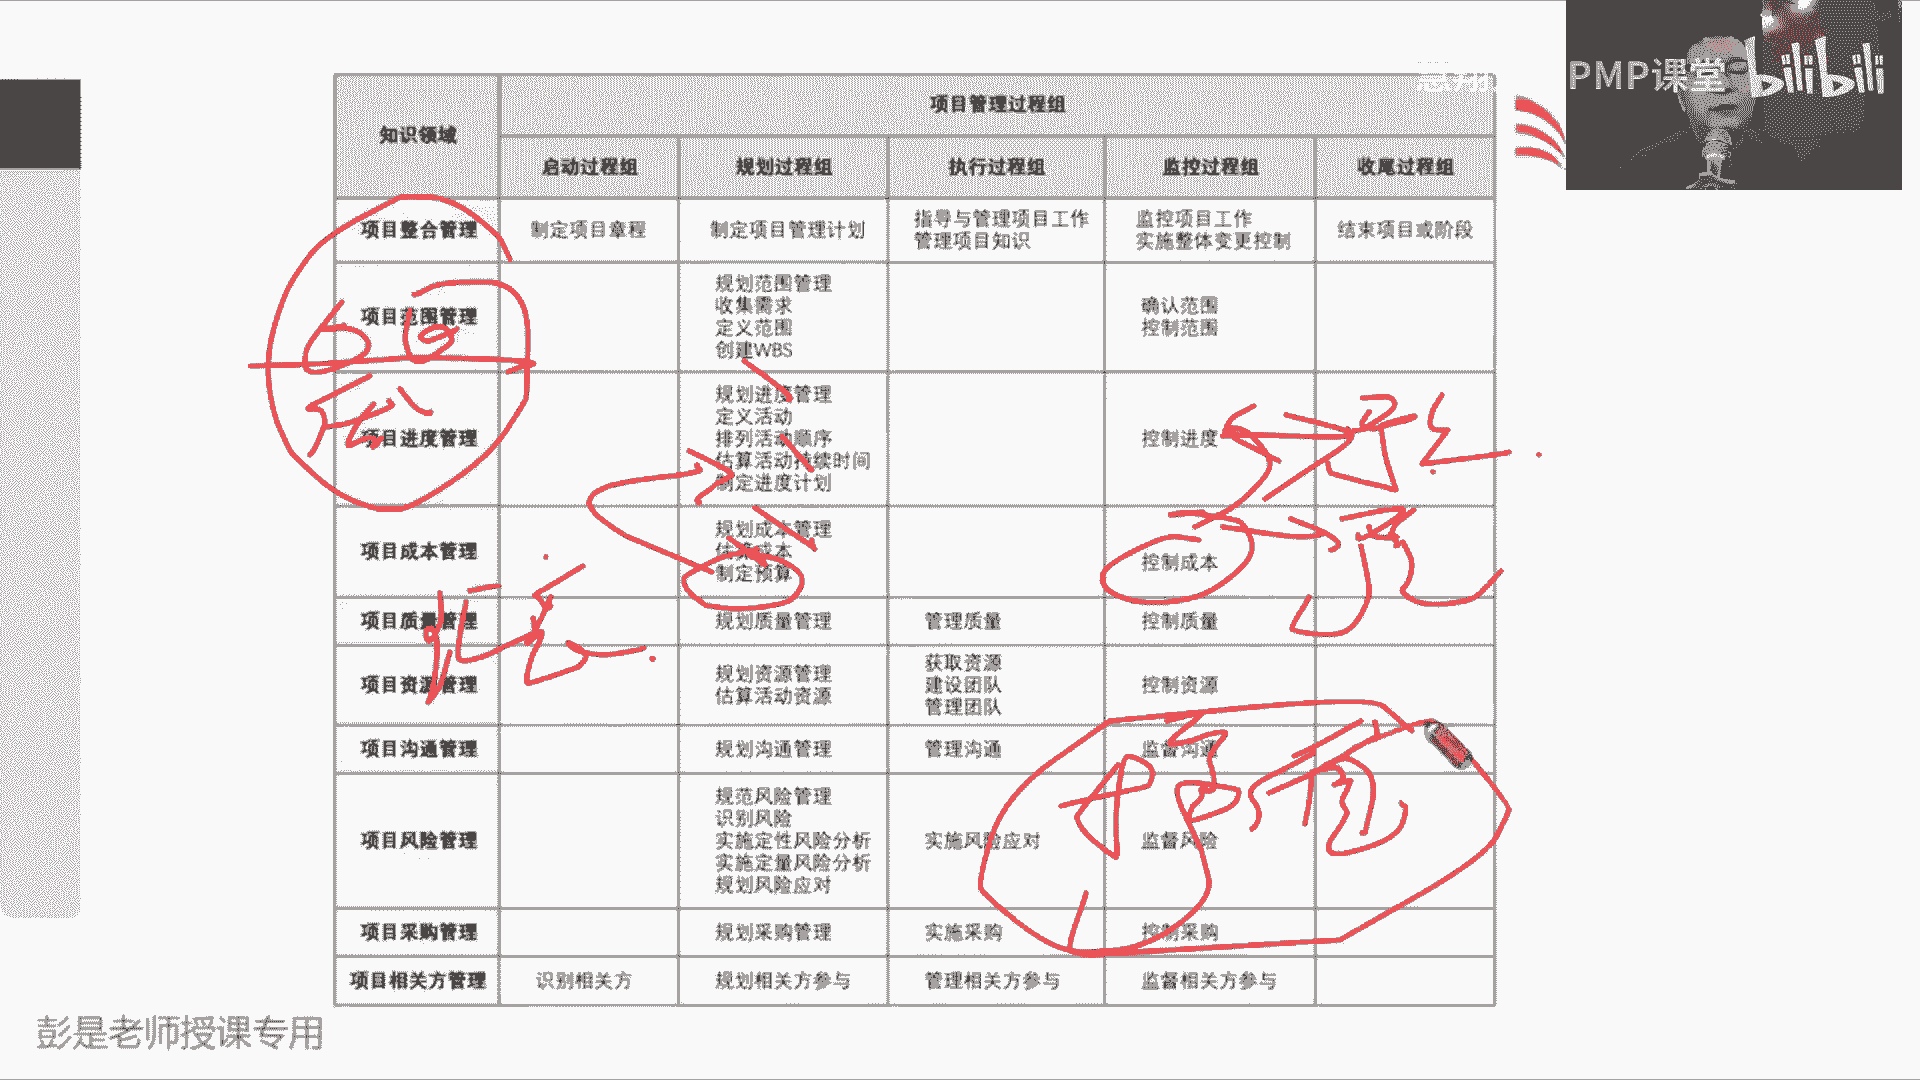 PMP课堂 bilibili
项目管理过程组
知识领域
启动过程组 规划过程组 执行过程组 监控过程组 收尾过程组
项目整合管理 制定项目章程 制定项目管理计划 指导与管理项目工作 监控项目工作 结束项目或阶段
管理项目知识 实施整体变更控制
项目范围管理 规划范围管理
收集需求 确认范围
定义范围 控制范围
创建WBS
项目进度管理 规划进度管理
定义活动
排列活动顺序 控制进度
估算活动持续时间
制定进度计划
项目成本管理 规划成本管理
估算成本 控制成本
制定预算
项目质量管理 规划质量管理 管理质量 控制质量
项目资源管理 规划资源管理 获取资源 控制资源
估算活动资源 建设团队
管理团队
项目沟通管理 规划沟通管理 管理沟通 监督沟通
项目风险管理 规范风险管理
识别风险
实施定性风险分析 实施风险应对 监督风险
实施定量风险分析
规划风险应对
项目采购管理 规划采购管理 实施采购 控制采购
项目相关方管理 识别相关方 规划相关方参与 管理相关方参与 监督相关方参与
彭是老师授课专用